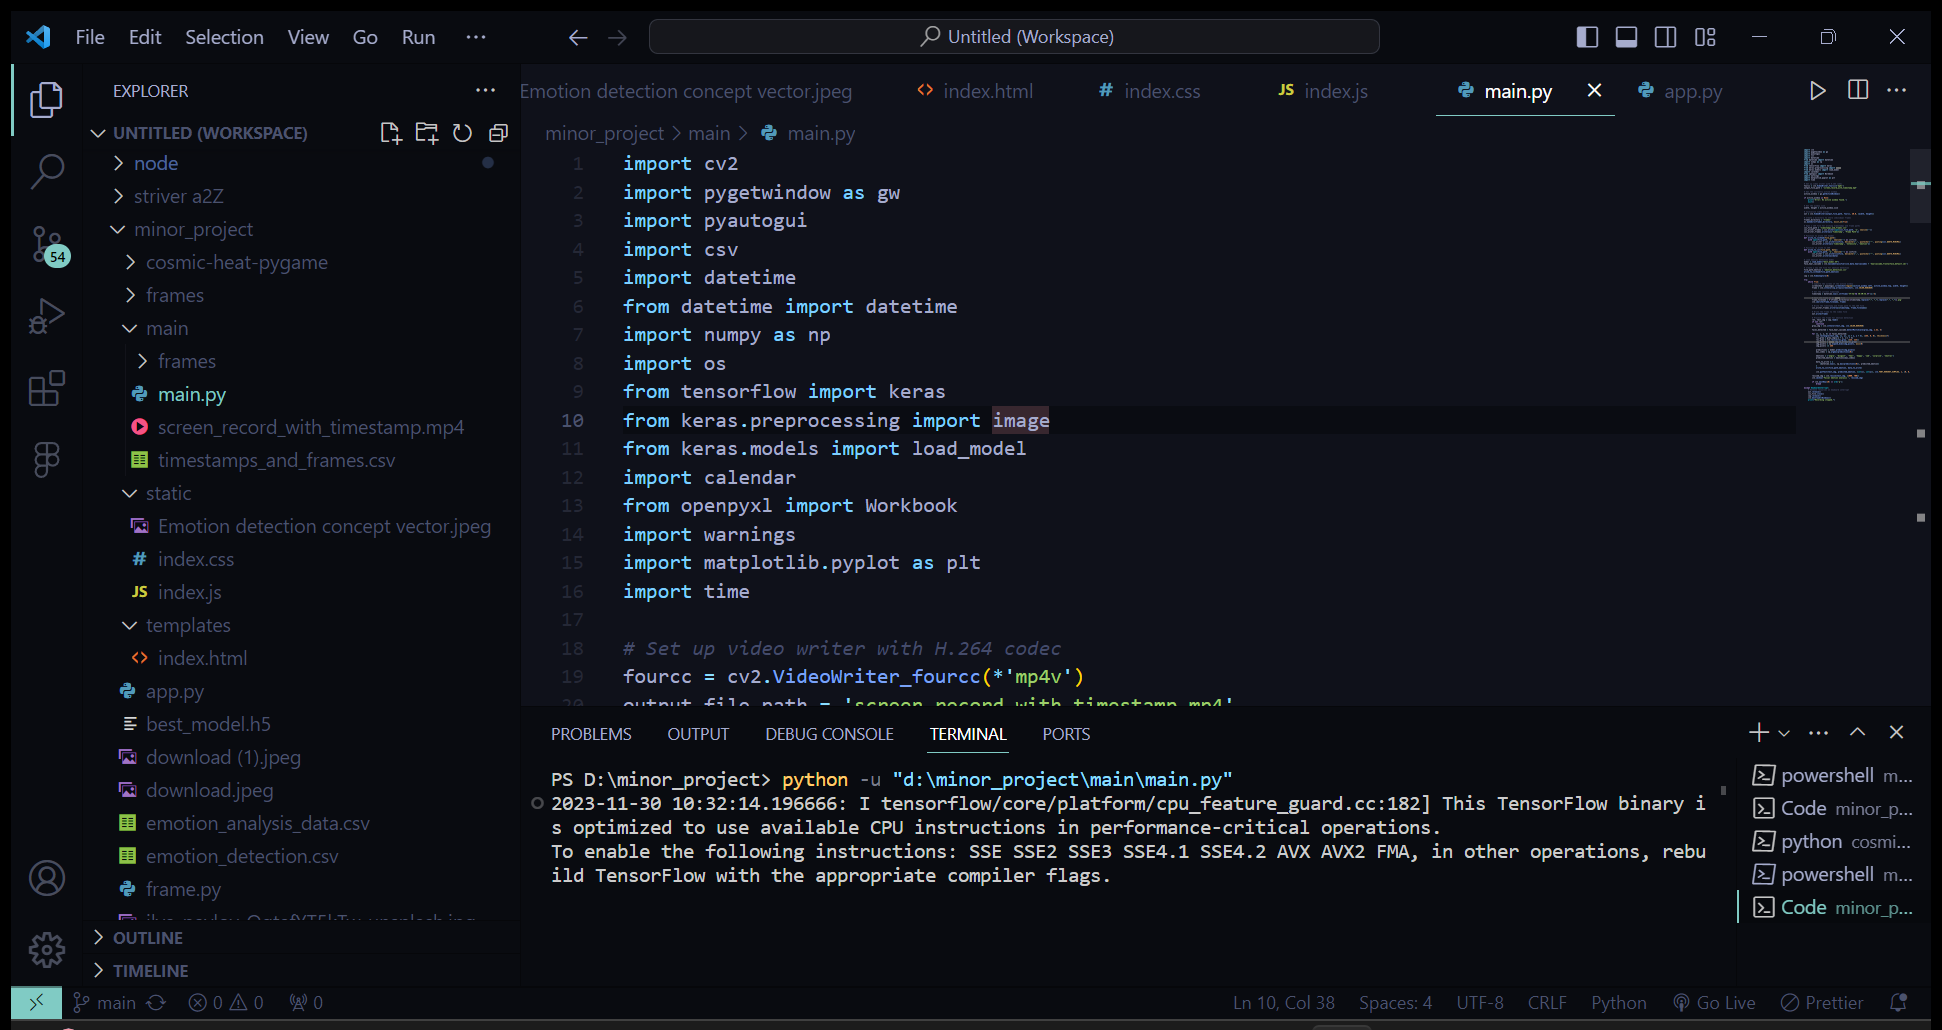 File Edit Selection View Go Run ···
Untitled (Workspace)
EXPLORER
UNTITLED (WORKSPACE)
node
striver a2Z
minor_project
cosmic-heat-pygame
frames
main
frames
main.py
screen_record_with_timestamp.mp4
timestamps_and_frames.csv
static
Emotion detection concept vector.jpeg
# index.css
JS index.js
templates
<> index.html
app.py
best_model.h5
download (1).jpeg
download.jpeg
emotion_analysis_data.csv
emotion_detection.csv
frame.py
OUTLINE
TIMELINE
54
Emotion detection concept vector.jpeg <> index.html # index.css JS index.js main.py app.py
minor_project > main > main.py
1 import cv2
2 import pygetwindow as gw
3 import pyautogui
4 import csv
5 import datetime
6 from datetime import datetime
7 import numpy as np
8 import os
9 from tensorflow import keras
10 from keras.preprocessing import image
11 from keras.models import load_model
12 import calendar
13 from openpyxl import Workbook
14 import warnings
15 import matplotlib.pyplot as plt
16 import time
17
18 # Set up video writer with H.264 codec
19 fourcc = cv2.VideoWriter_fourcc(*'mp4v')
20 output_file_path = 'screen_record_with_timestamp.mp4'
PROBLEMS OUTPUT DEBUG CONSOLE TERMINAL PORTS
PS D:\minor_project> python -u "d:\minor_project\main\main.py"
2023-11-30 10:32:14.196666: I tensorflow/core/platform/cpu_feature_guard.cc:182] This TensorFlow binary i
s optimized to use available CPU instructions in performance-critical operations.
To enable the following instructions: SSE SSE2 SSE3 SSE4.1 SSE4.2 AVX AVX2 FMA, in other operations, rebu
ild TensorFlow with the appropriate compiler flags.
powershell m...
Code minor_p...
python cosmi...
powershell m...
Code minor_p...
main 0 0 0 Ln 10, Col 38 Spaces: 4 UTF-8 CRLF Python Go Live Prettier